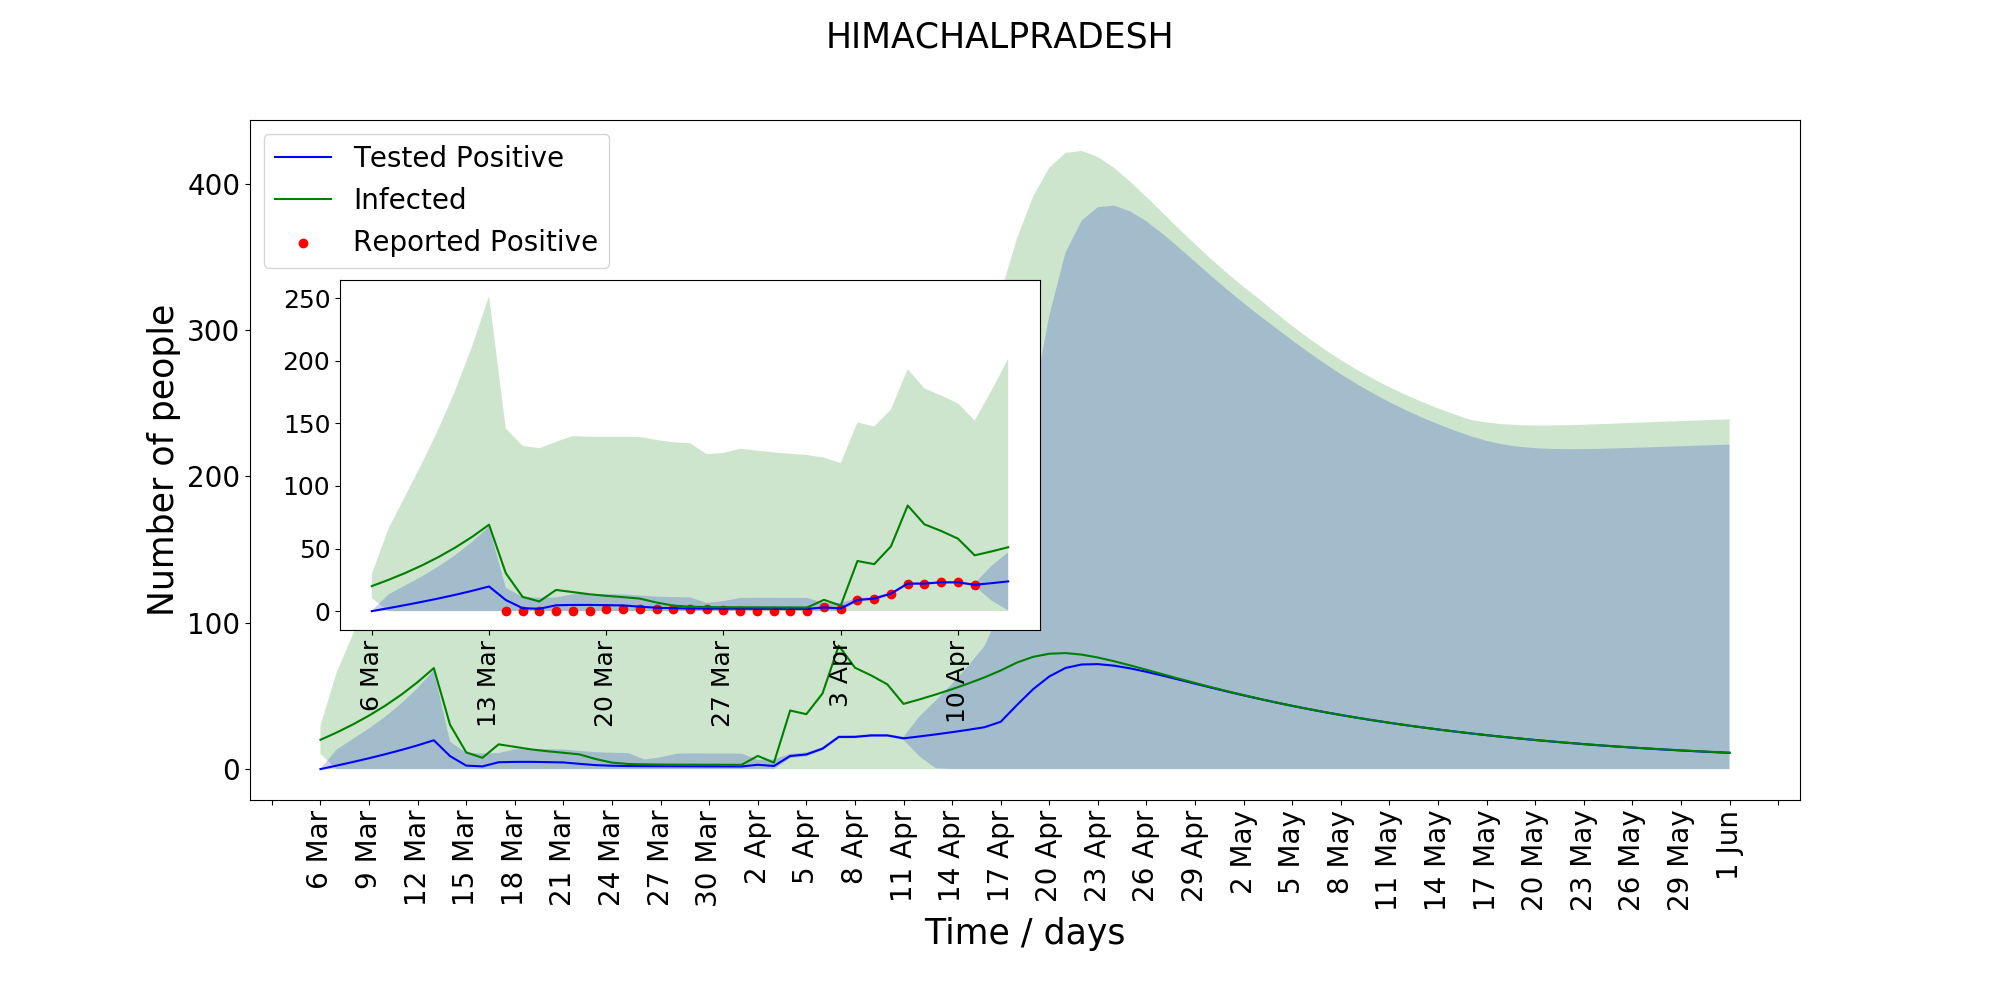 HIMACHALPRADESH
Tested Positive
Infected
Reported Positive
Number of people
400
300
200
100
0
250
200
150
100
50
0
6 Mar
13 Mar
20 Mar
27 Mar
3 Apr
10 Apr
6 Mar
9 Mar
12 Mar
15 Mar
18 Mar
21 Mar
24 Mar
27 Mar
30 Mar
2 Apr
5 Apr
8 Apr
11 Apr
14 Apr
17 Apr
20 Apr
23 Apr
26 Apr
29 Apr
2 May
5 May
8 May
11 May
14 May
17 May
20 May
23 May
26 May
29 May
1 Jun
Time / days